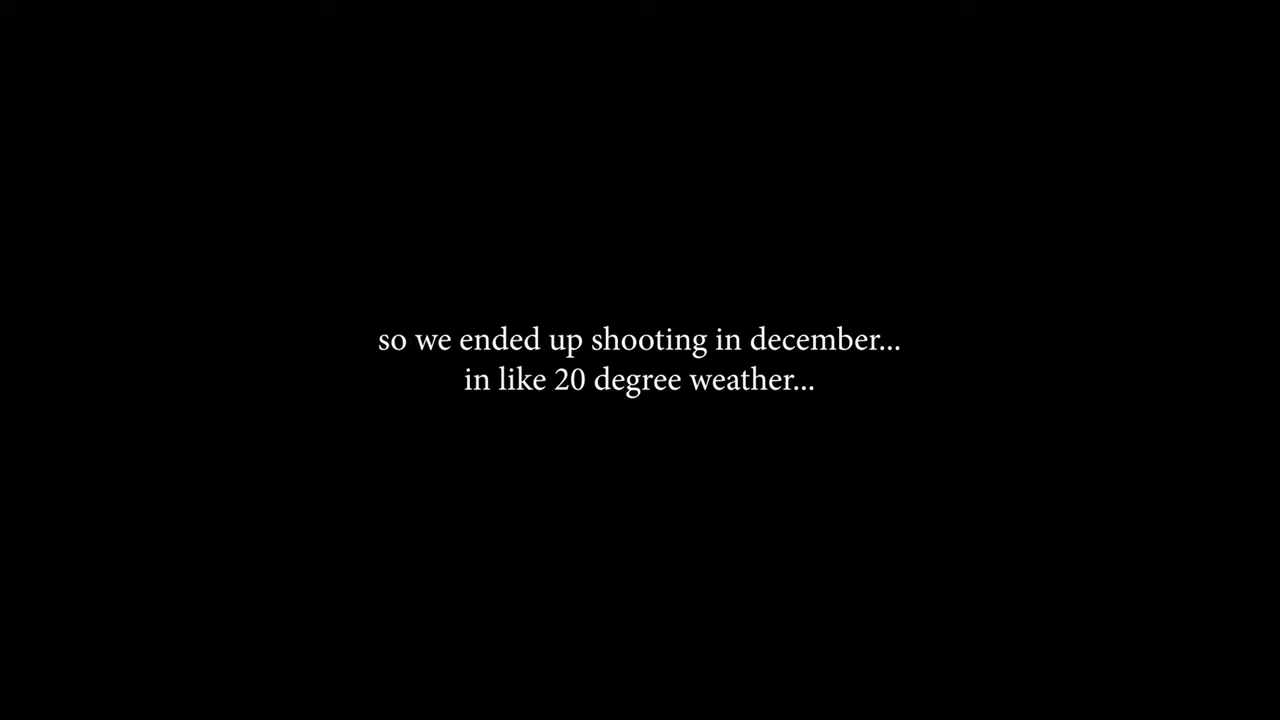 so we ended up shooting in december...
in like 20 degree weather...